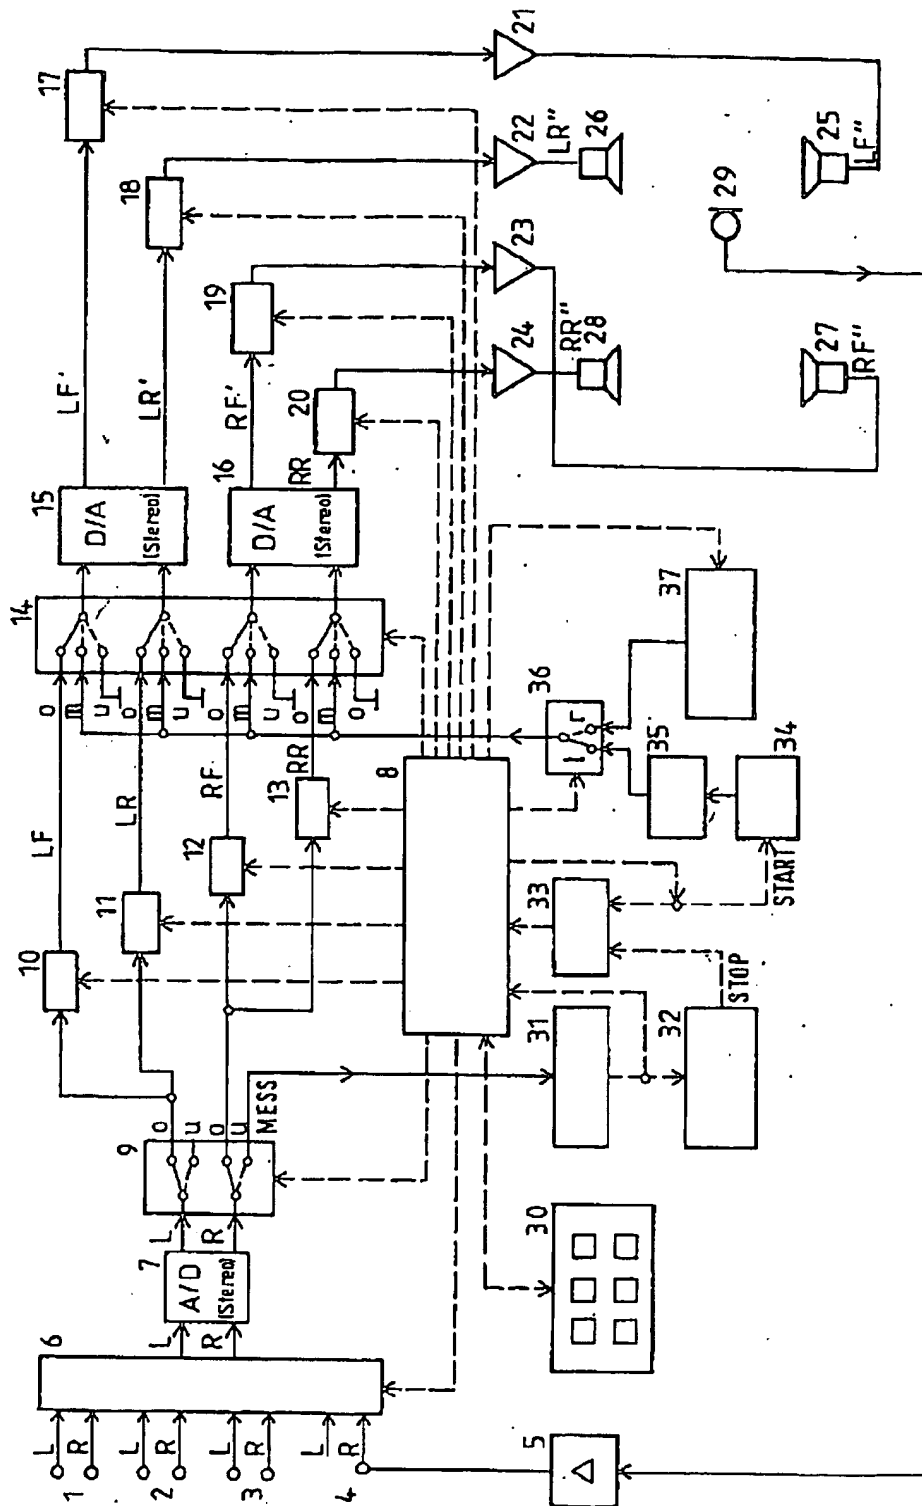 1
L
R
2
L
R
3
L
R
4
L
R
5
Δ
6
L
R
7
A/D
(Stereo)
L
R
9
o
u
o
u
MESS
10
11
12
13
LF
LR
RF
RR
8
14
o
m
u
o
m
u
o
m
u
o
m
o
15
D/A
(Stereo)
16
D/A
(Stereo)
LF'
LR'
RF'
RR
17
18
19
20
21
22
23
24
LR"
26
RR"
28
25
LF"
27
RF"
29
30
31
32
STOP
33
START
34
35
36
l
r
37